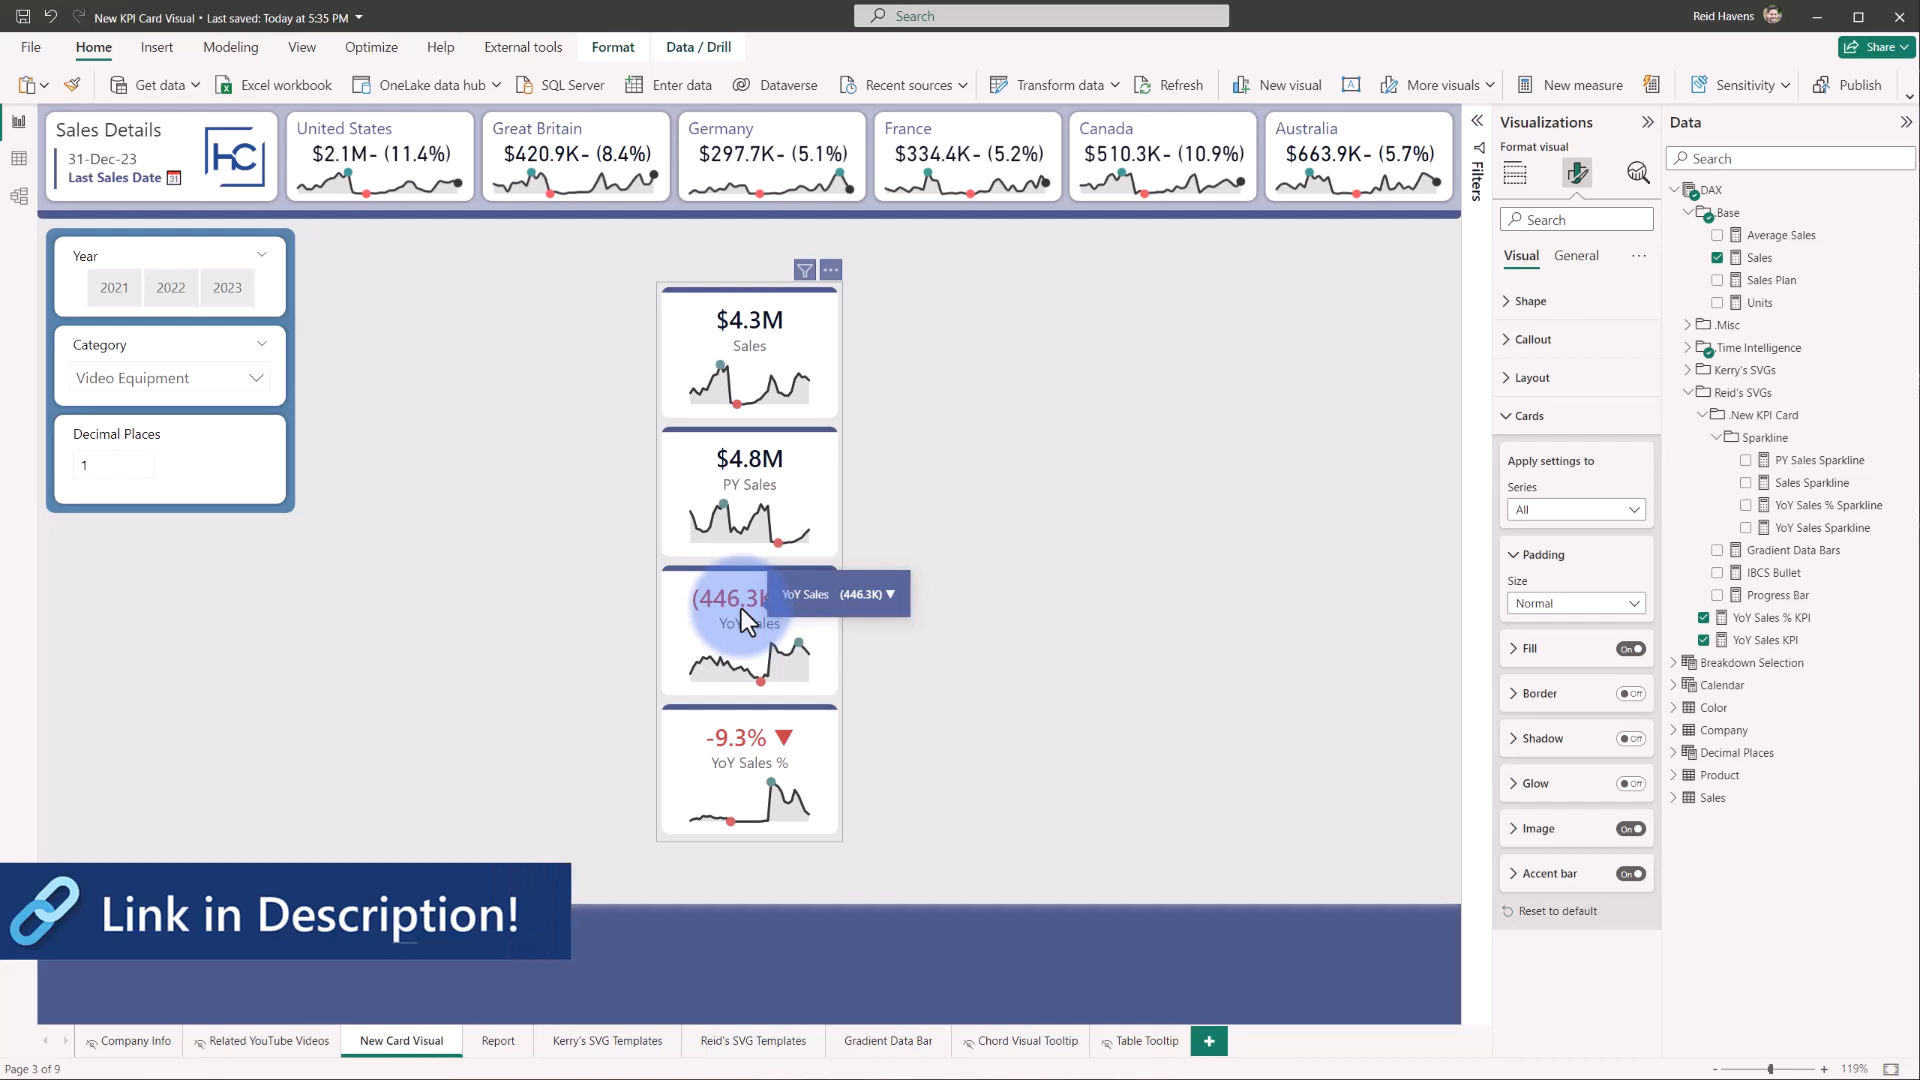 New KPI Card Visual • Last saved: Today at 5:35 PM
Search
Reid Havens
File
Home
Insert
Modeling
View
Optimize
Help
External tools
Format
Data / Drill
Share
Get data
Excel workbook
OneLake data hub
SQL Server
Enter data
Dataverse
Recent sources
Transform data
Refresh
New visual
More visuals
New measure
Sensitivity
Publish
Sales Details
31-Dec-23
Last Sales Date
HC
United States
$2.1M- (11.4%)
Great Britain
$420.9K- (8.4%)
Germany
$297.7K- (5.1%)
France
$334.4K- (5.2%)
Canada
$510.3K- (10.9%)
Australia
$663.9K- (5.7%)
Year
2021 2022 2023
Category
Video Equipment
Decimal Places
1
$4.3M
Sales
$4.8M
PY Sales
(446.3K
YoY Sales
YoY Sales (446.3K) ▼
-9.3% ▼
YoY Sales %
Link in Description!
Filters
Visualizations
Format visual
Search
Visual
General
Shape
Callout
Layout
Cards
Apply settings to
Series
All
Padding
Size
Normal
Fill On
Border Off
Shadow Off
Glow Off
Image On
Accent bar On
Reset to default
Data
Search
DAX
.Base
Average Sales
Sales
Sales Plan
Units
.Misc
.Time Intelligence
Kerry's SVGs
Reid's SVGs
.New KPI Card
Sparkline
PY Sales Sparkline
Sales Sparkline
YoY Sales % Sparkline
YoY Sales Sparkline
Gradient Data Bars
IBCS Bullet
Progress Bar
YoY Sales % KPI
YoY Sales KPI
Breakdown Selection
Calendar
Color
Company
Decimal Places
Product
Sales
Company Info
Related YouTube Videos
New Card Visual
Report
Kerry's SVG Templates
Reid's SVG Templates
Gradient Data Bar
Chord Visual Tooltip
Table Tooltip
Page 3 of 9
119%